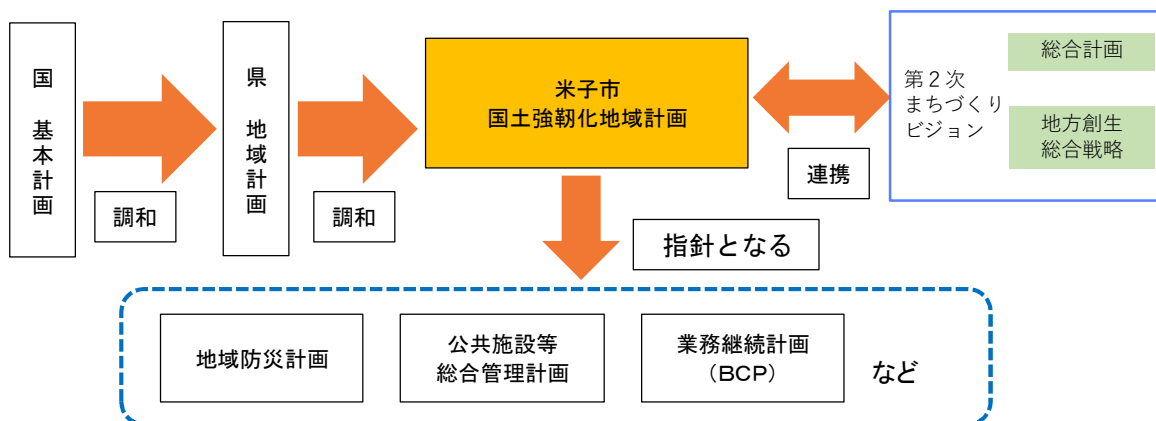 国 基本計画
調和
県 地域計画
調和
米子市
国土強靭化地域計画
連携
第２次
まちづくり
ビジョン
総合計画
地方創生
総合戦略
指針となる
地域防災計画
公共施設等
総合管理計画
業務継続計画
（ＢＣＰ）
など